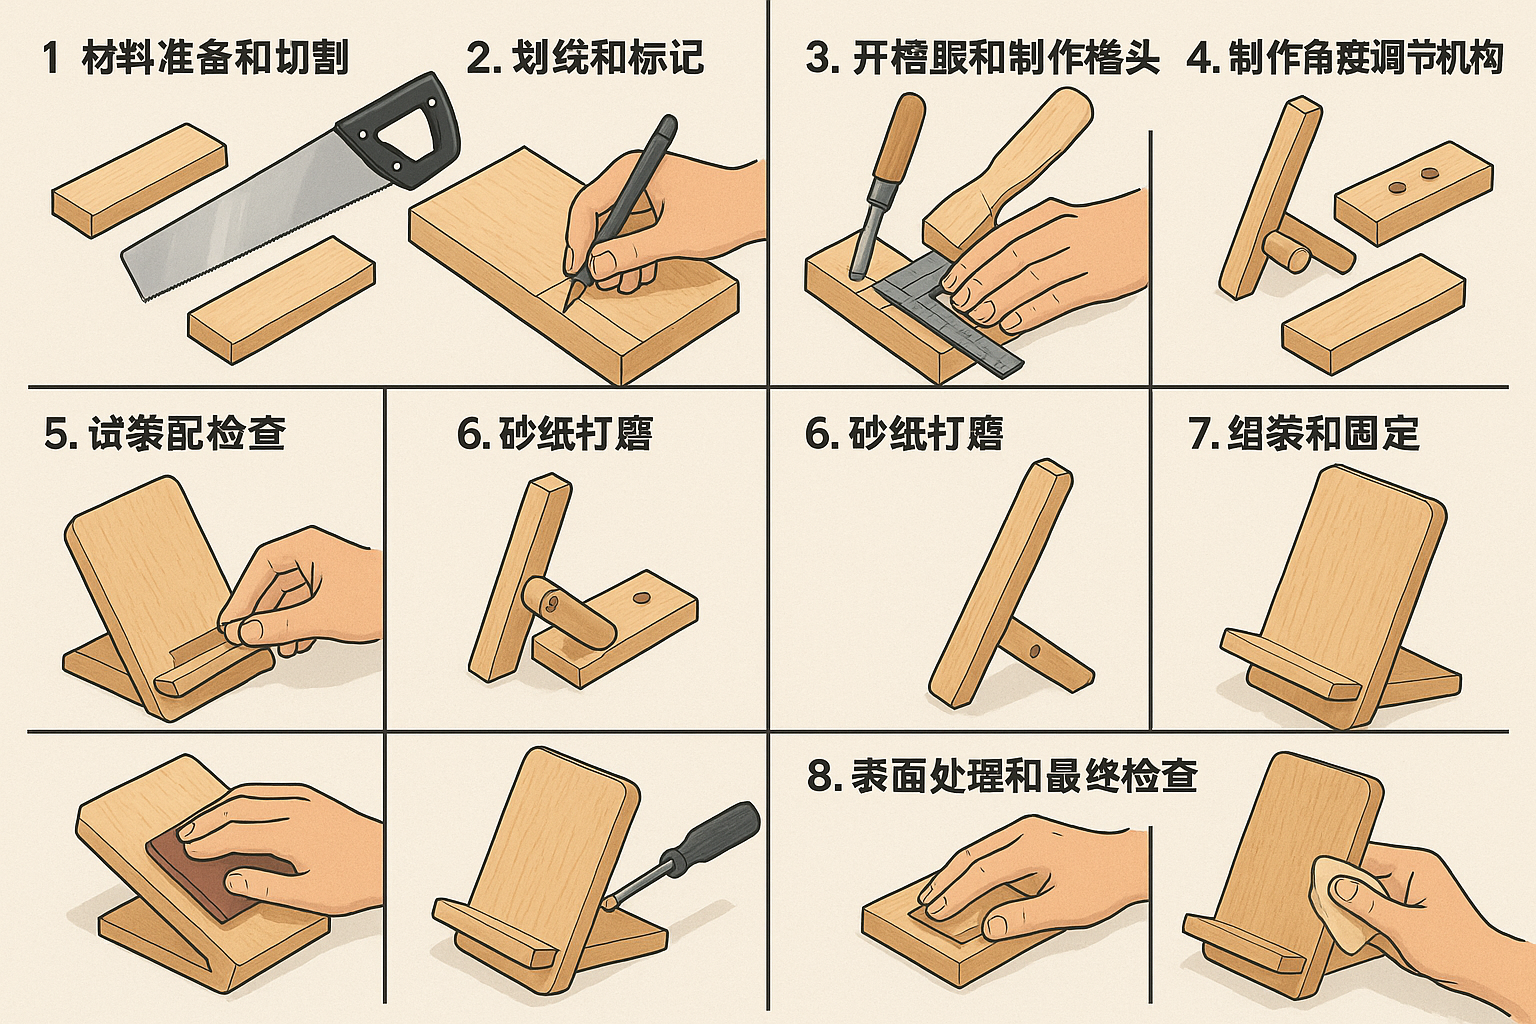 1 材料准备和切割
2. 划线和标记
3. 开和制作头
4. 制作角度调节机构
5. 试装配检查
6. 砂纸打磨
6. 砂纸打磨
7. 组装和固定
8. 表面处理和最终检查